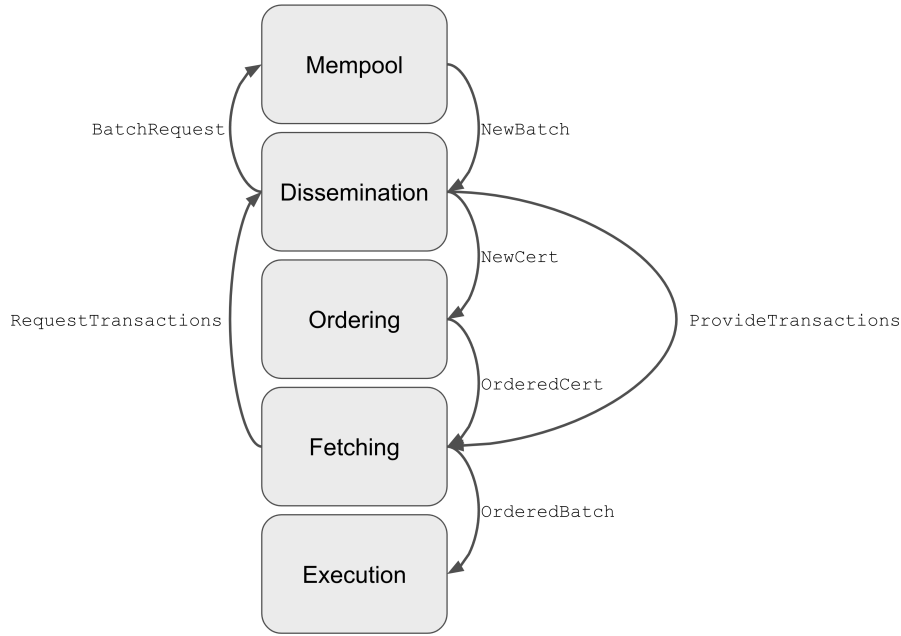 Mempool
BatchRequest
NewBatch
Dissemination
NewCert
Ordering
RequestTransactions
ProvideTransactions
OrderedCert
Fetching
OrderedBatch
Execution